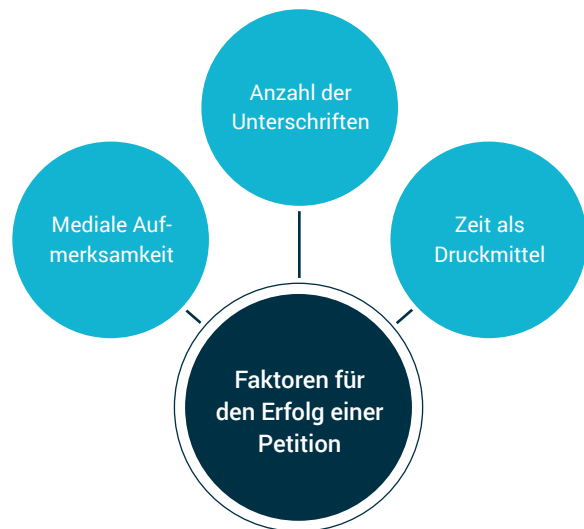 Anzahl der
Unterschriften
Mediale Auf-
merksamkeit
Zeit als
Druckmittel
Faktoren für
den Erfolg einer
Petition